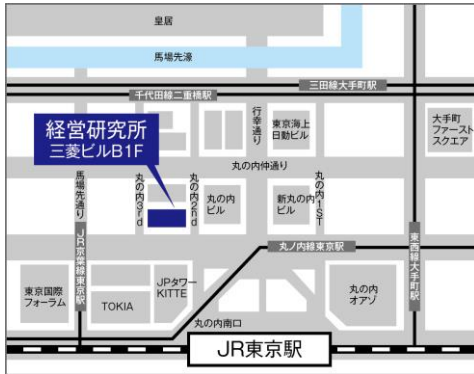 皇居
馬場先濠
三田線大手町駅
千代田線二重橋駅
経営研究所
三菱ビルB1F
行幸通り
東京海上
日動ビル
大手町
ファースト
スクエア
丸の内仲通り
馬場先通り
丸の内3rd
丸の内2nd
丸の内
ビル
新丸の内
ビル
丸の内1ST
JR京葉線東京駅
丸ノ内線東京駅
東西線大手町駅
東京国際
フォーラム
TOKIA
JPタワー
KITTE
丸の内
オアゾ
丸の内南口
JR東京駅